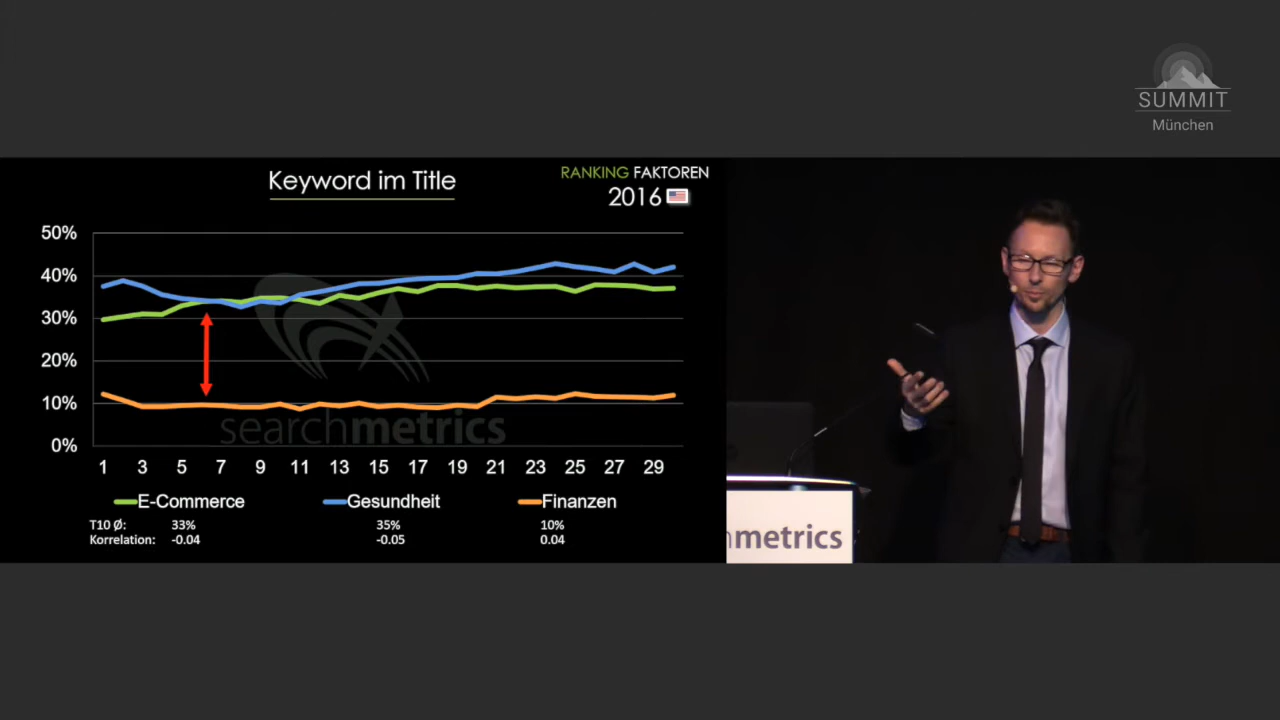 SUMMIT
München
Keyword im Title
RANKING FAKTOREN
2016
50%
40%
30%
20%
10%
0%
searchmetrics
1 3 5 7 9 11 13 15 17 19 21 23 25 27 29
E-Commerce Gesundheit Finanzen
T10 Ø: 33% 35% 10%
Korrelation: -0.04 -0.05 0.04
metrics